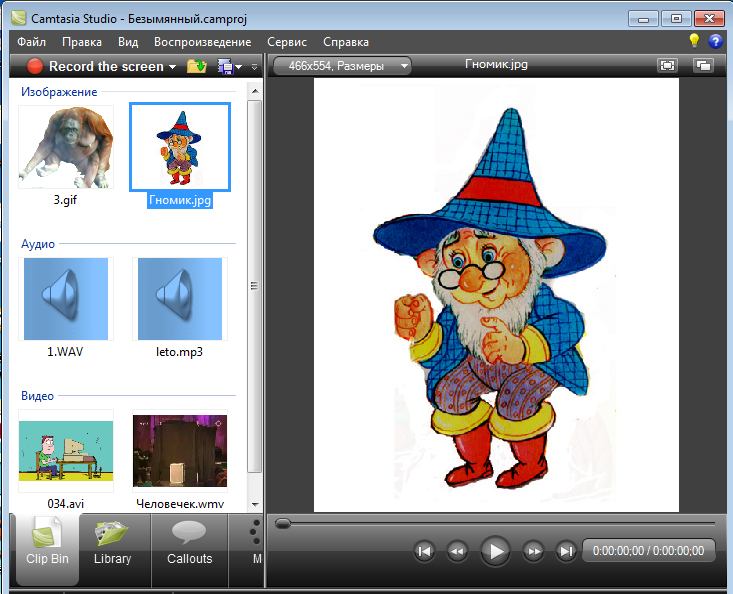 Camtasia Studio - Безымянный.camproj
Файл Правка Вид Воспроизведение Сервис Справка
Record the screen
466x554, Размеры
Гномик.jpg
Изображение
3.gif
Гномик.jpg
Аудио
1.WAV
leto.mp3
Видео
034.avi
Человечек.wmv
Clip Bin
Library
Callouts
M
0:00:00;00 / 0:00:00;00